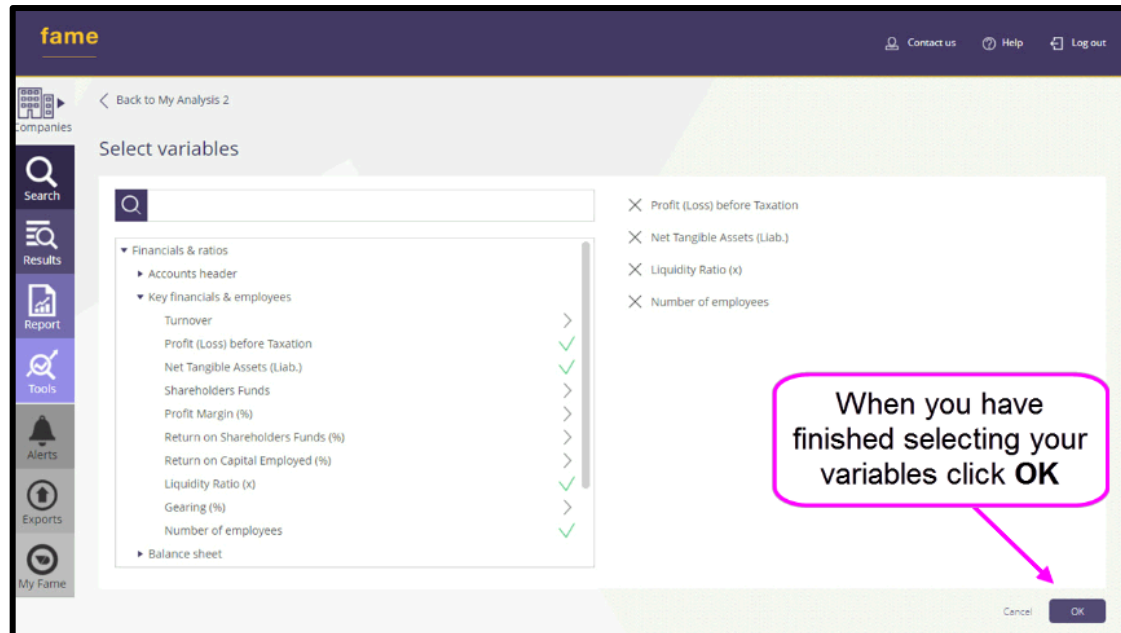 fame
Contact us
Help
Log out
Companies
Back to My Analysis 2
Select variables
Search
Results
Report
Tools
Alerts
Exports
My Fame
Financials & ratios
Accounts header
Key financials & employees
Turnover
Profit (Loss) before Taxation
Net Tangible Assets (Liab.)
Shareholders Funds
Profit Margin (%)
Return on Shareholders Funds (%)
Return on Capital Employed (%)
Liquidity Ratio (x)
Gearing (%)
Number of employees
Balance sheet
Profit (Loss) before Taxation
Net Tangible Assets (Liab.)
Liquidity Ratio (x)
Number of employees
When you have
finished selecting your
variables click OK
Cancel
OK